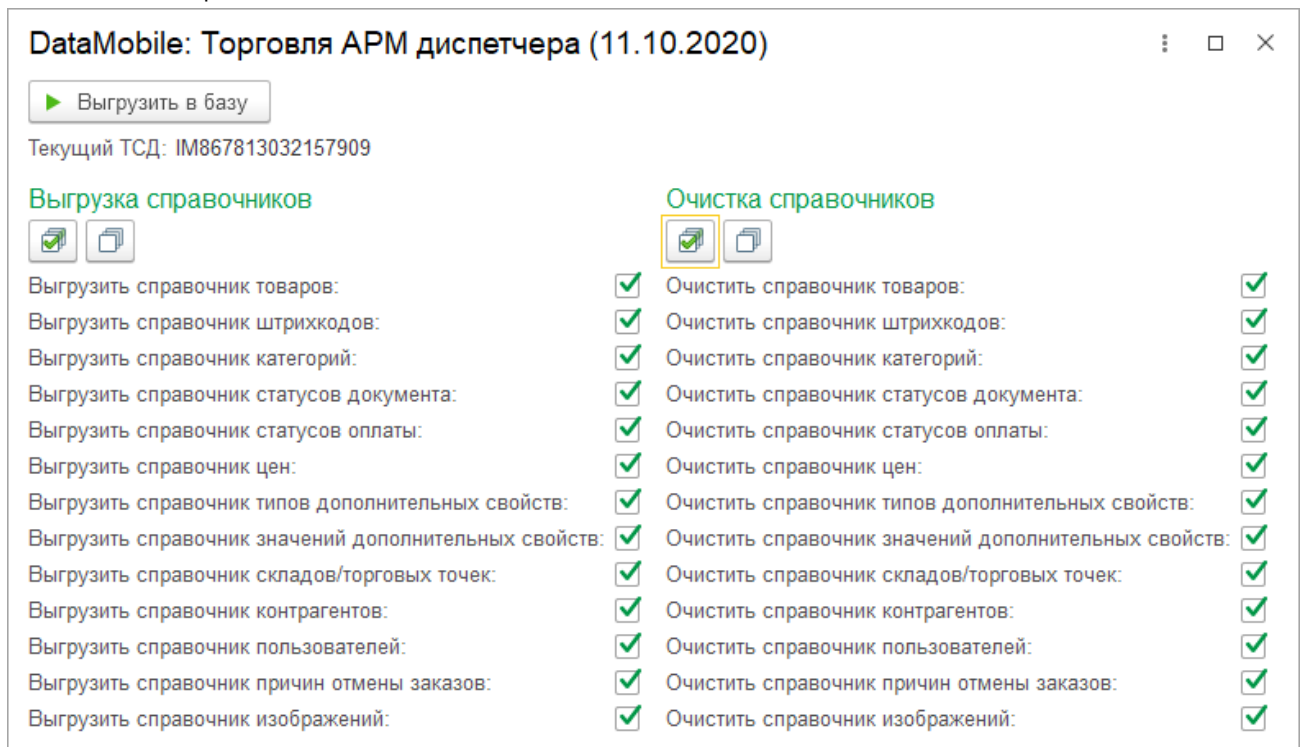 DataMobile: Торговля АРМ диспетчера (11.10.2020)
Выгрузить в базу
Текущий ТСД: IM867813032157909
Выгрузка справочников
Очистка справочников
Выгрузить справочник товаров:
Очистить справочник товаров:
Выгрузить справочник штрихкодов:
Очистить справочник штрихкодов:
Выгрузить справочник категорий:
Очистить справочник категорий:
Выгрузить справочник статусов документа:
Очистить справочник статусов документа:
Выгрузить справочник статусов оплаты:
Очистить справочник статусов оплаты:
Выгрузить справочник цен:
Очистить справочник цен:
Выгрузить справочник типов дополнительных свойств:
Очистить справочник типов дополнительных свойств:
Выгрузить справочник значений дополнительных свойств:
Очистить справочник значений дополнительных свойств:
Выгрузить справочник складов/торговых точек:
Очистить справочник складов/торговых точек:
Выгрузить справочник контрагентов:
Очистить справочник контрагентов:
Выгрузить справочник пользователей:
Очистить справочник пользователей:
Выгрузить справочник причин отмены заказов:
Очистить справочник причин отмены заказов:
Выгрузить справочник изображений:
Очистить справочник изображений: